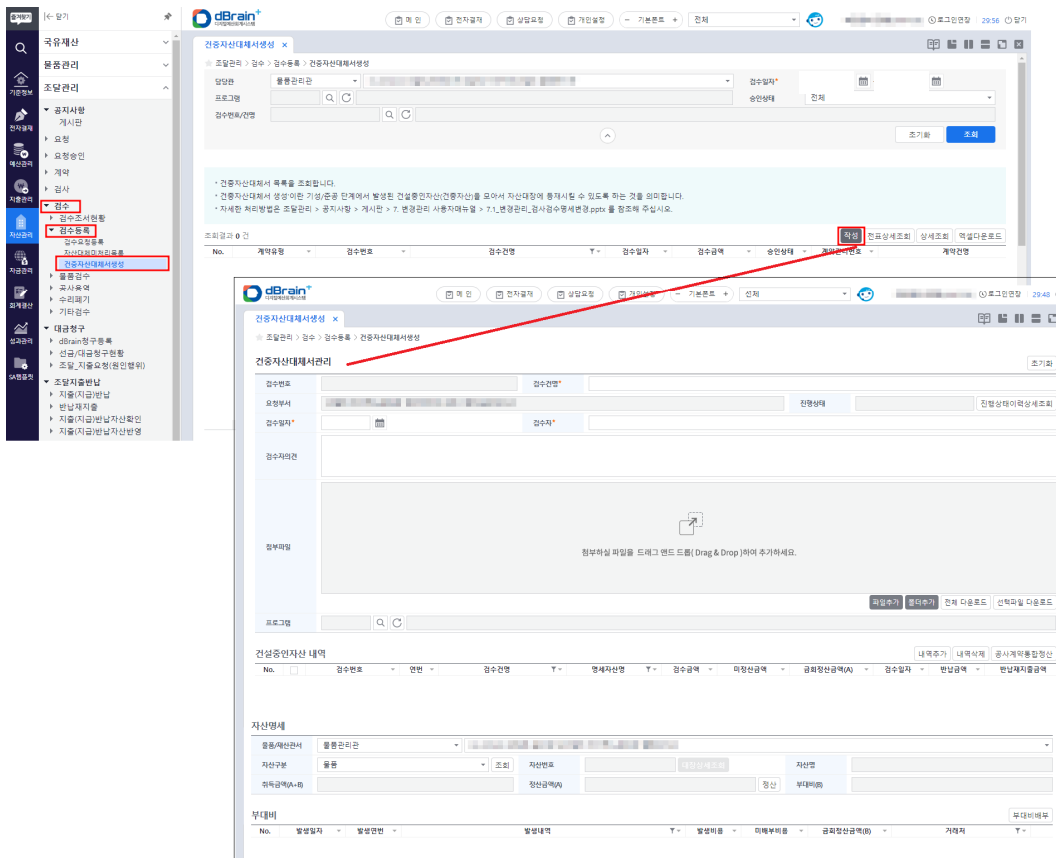 즐겨찾기
닫기
국유재산
물품관리
조달관리
공지사항
게시판
요청
요청승인
계약
검사
검수
검수조서현황
검수등록
검수요청등록
자산대체미처리목록
건중자산대체서생성
물품검수
공사용역
수리폐기
기타검수
대금청구
dBrain청구등록
선금/대금청구현황
조달_지출요청(원인행위)
조달지출반납
지출(지급)반납
반납재지출
지출(지급)반납자산확인
지출(지급)반납자산반영
기준정보
전자결재
예산관리
지출관리
자산관리
자금관리
회계결산
성과관리
SA템플릿
dBrain+
디지털예산회계시스템
메 인
전자결재
상담요청
개인설정
− 기본폰트 +
전체
로그인연장
29:56
닫기
건중자산대체서생성 ×
조달관리 > 검수 > 검수등록 > 건중자산대체서생성
담당관
물품관리관
검수일자*
프로그램
승인상태
전체
검수번호/건명
초기화
조회
• 건중자산대체서 목록을 조회합니다.
• '건중자산대체서 생성'이란 기성/준공 단계에서 발생된 건설중인자산(건중자산)을 모아서 자산대장에 등재시킬 수 있도록 하는 것을 의미합니다.
• 자세한 처리방법은 조달관리 > 공지사항 > 게시판 > 7. 변경관리 사용자매뉴얼 > 7.1_변경관리_검사검수명세변경.pptx 를 참조해 주십시오.
조회결과 0 건
작성 전표상세조회 상세조회 엑셀다운로드
No. 계약유형 검수번호 검수건명 검수일자 검수금액 승인상태 계약관리번호 계약건명
dBrain+
디지털예산회계시스템
메 인
전자결재
상담요청
개인설정
− 기본폰트 +
전체
로그인연장
29:48
건중자산대체서생성 ×
조달관리 > 검수 > 검수등록 > 건중자산대체서생성
건중자산대체서관리
초기화
검수번호
검수건명*
요청부서
진행상태
진행상태이력상세조회
검수일자*
검수자*
검수자의견
첨부파일
첨부하실 파일을 드래그 앤드 드롭( Drag & Drop )하여 추가하세요.
파일추가 폴더추가 전체 다운로드 선택파일 다운로드
프로그램
건설중인자산 내역
내역추가 내역삭제 공사계약통합정산
No. 검수번호 연번 검수건명 명세자산명 검수금액 미정산금액 금회정산금액(A) 검수일자 반납금액 반납재지출금액
자산명세
물품/재산관서
물품관리관
자산구분
물품
조회
자산번호
대장상세조회
자산명
취득금액(A+B)
정산금액(A)
정산
부대비(B)
부대비
부대비배부
No. 발생일자 발생연번 발생내역 발생비용 미배부비용 금회정산금액(B) 거래처